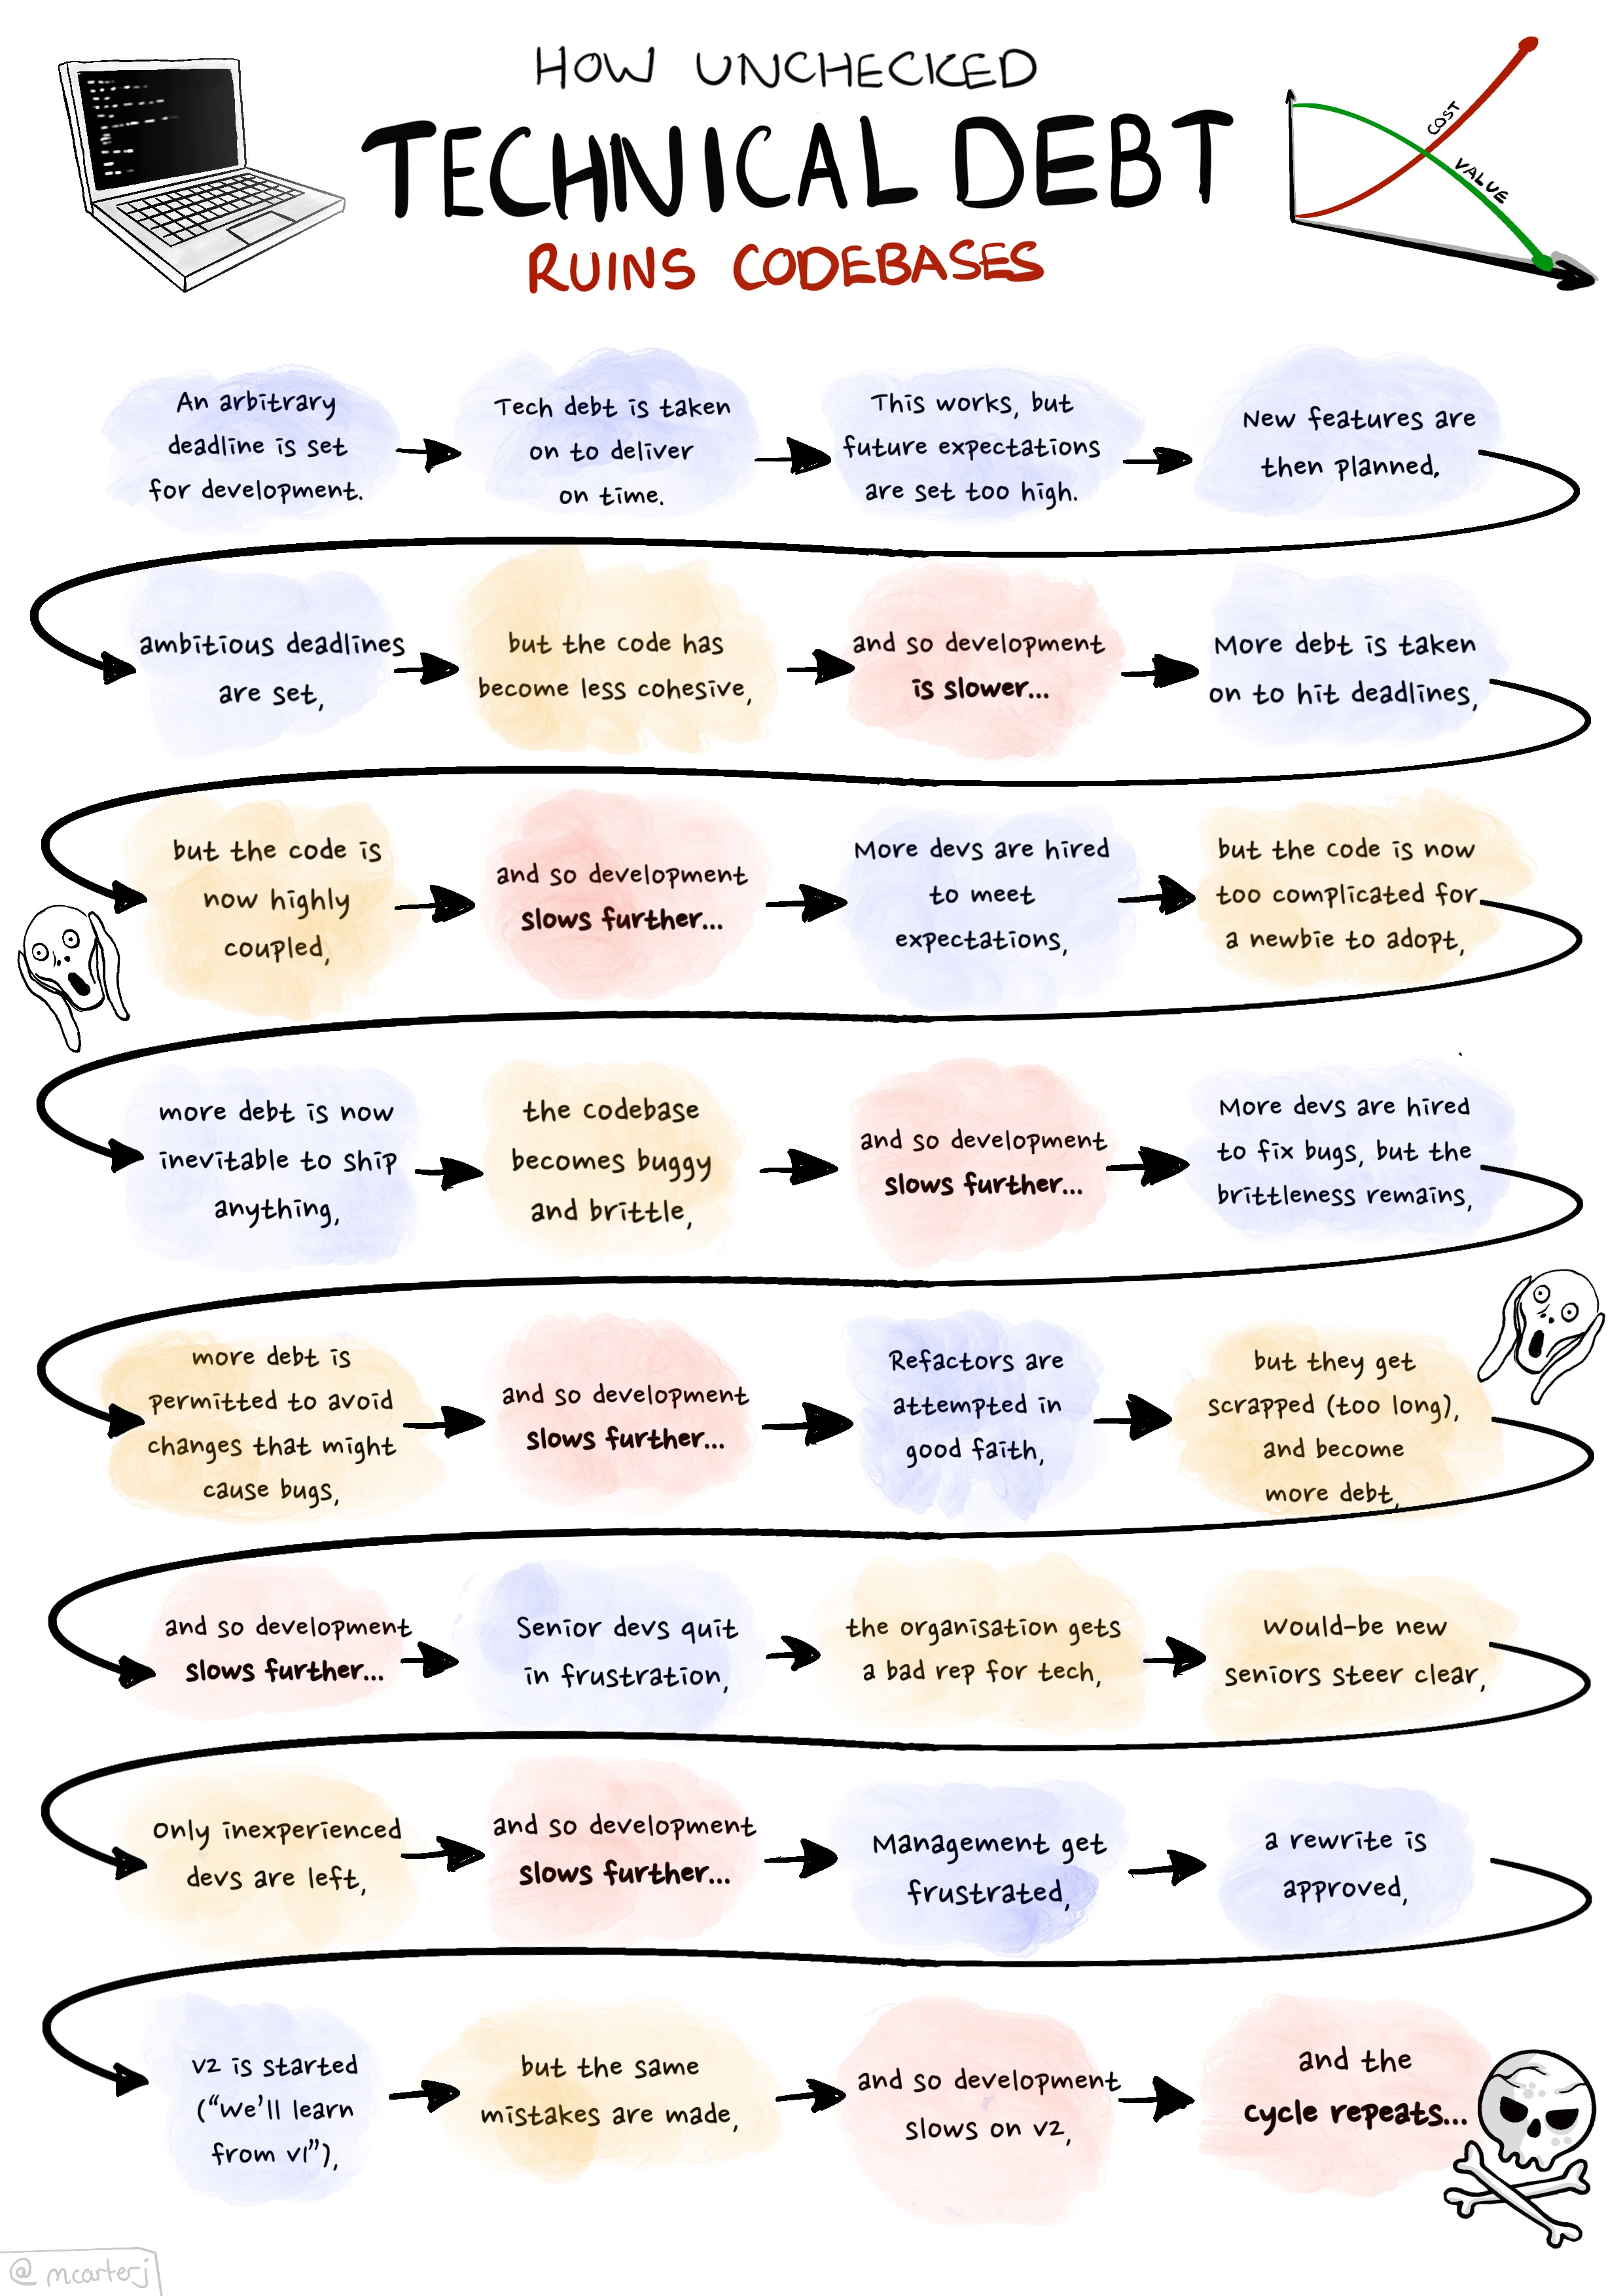 HOW UNCHECKED
TECHNICAL DEBT
RUINS CODEBASES
COST
VALUE
An arbitrary
deadline is set
for development.
Tech debt is taken
on to deliver
on time.
This works, but
future expectations
are set too high.
New features are
then planned,
ambitious deadlines
are set,
but the code has
become less cohesive,
and so development
is slower...
More debt is taken
on to hit deadlines,
but the code is
now highly
coupled,
and so development
slows further...
More devs are hired
to meet
expectations,
but the code is now
too complicated for
a newbie to adopt,
more debt is now
inevitable to ship
anything,
the codebase
becomes buggy
and brittle,
and so development
slows further...
More devs are hired
to fix bugs, but the
brittleness remains,
more debt is
permitted to avoid
changes that might
cause bugs,
and so development
slows further...
Refactors are
attempted in
good faith,
but they get
scrapped (too long),
and become
more debt,
and so development
slows further...
Senior devs quit
in frustration,
the organisation gets
a bad rep for tech,
Would-be new
seniors steer clear,
Only inexperienced
devs are left,
and so development
slows further...
Management get
frustrated,
a rewrite is
approved,
v2 is started
("we'll learn
from v1"),
but the same
mistakes are made,
and so development
slows on v2,
and the
cycle repeats...
@mcarterj